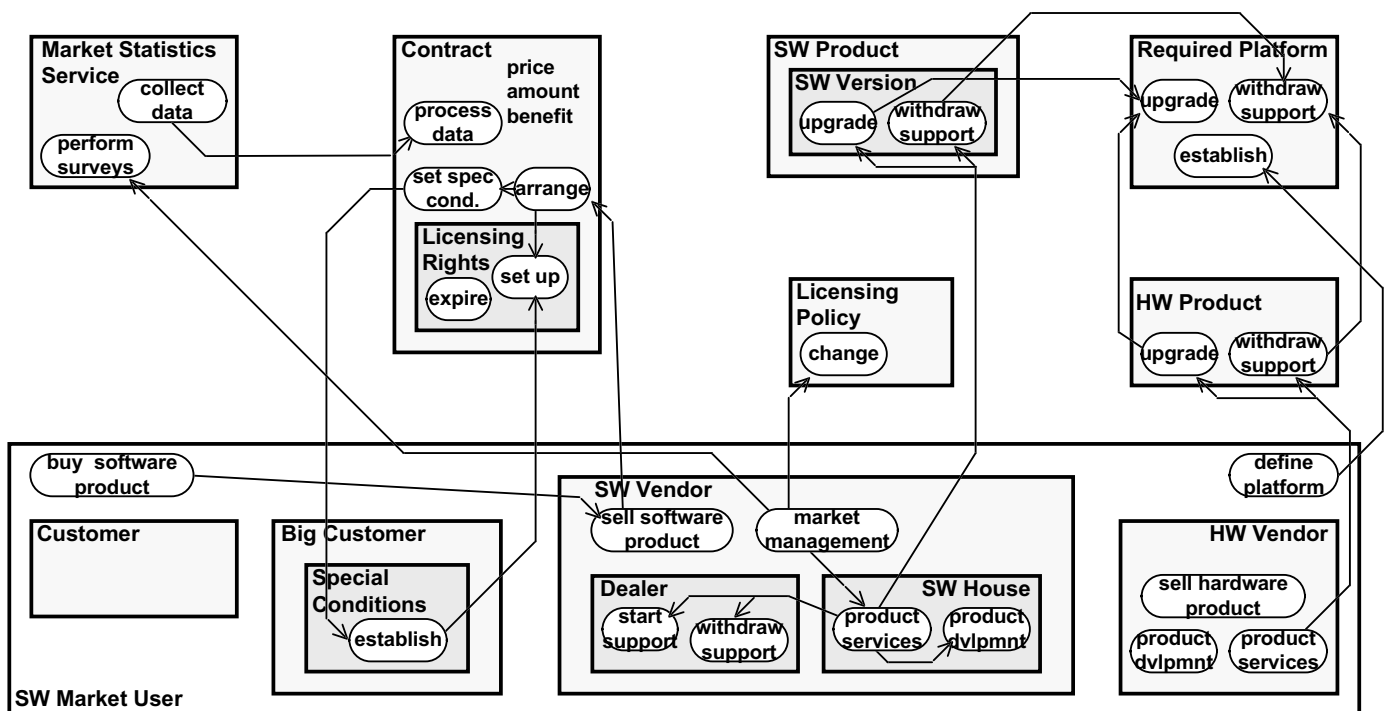 Market Statistics
Service
collect
data
perform
surveys
Contract
price
amount
benefit
process
data
set spec
cond.
arrange
Licensing
Rights
set up
expire
SW Product
SW Version
upgrade
withdraw
support
Required Platform
upgrade
withdraw
support
establish
Licensing
Policy
change
HW Product
upgrade
withdraw
support
buy software
product
Customer
Big Customer
Special
Conditions
establish
SW Vendor
sell software
product
market
management
Dealer
start
support
withdraw
support
SW House
product
services
product
dvlpmnt
define
platform
HW Vendor
sell hardware
product
product
dvlpmnt
product
services
SW Market User